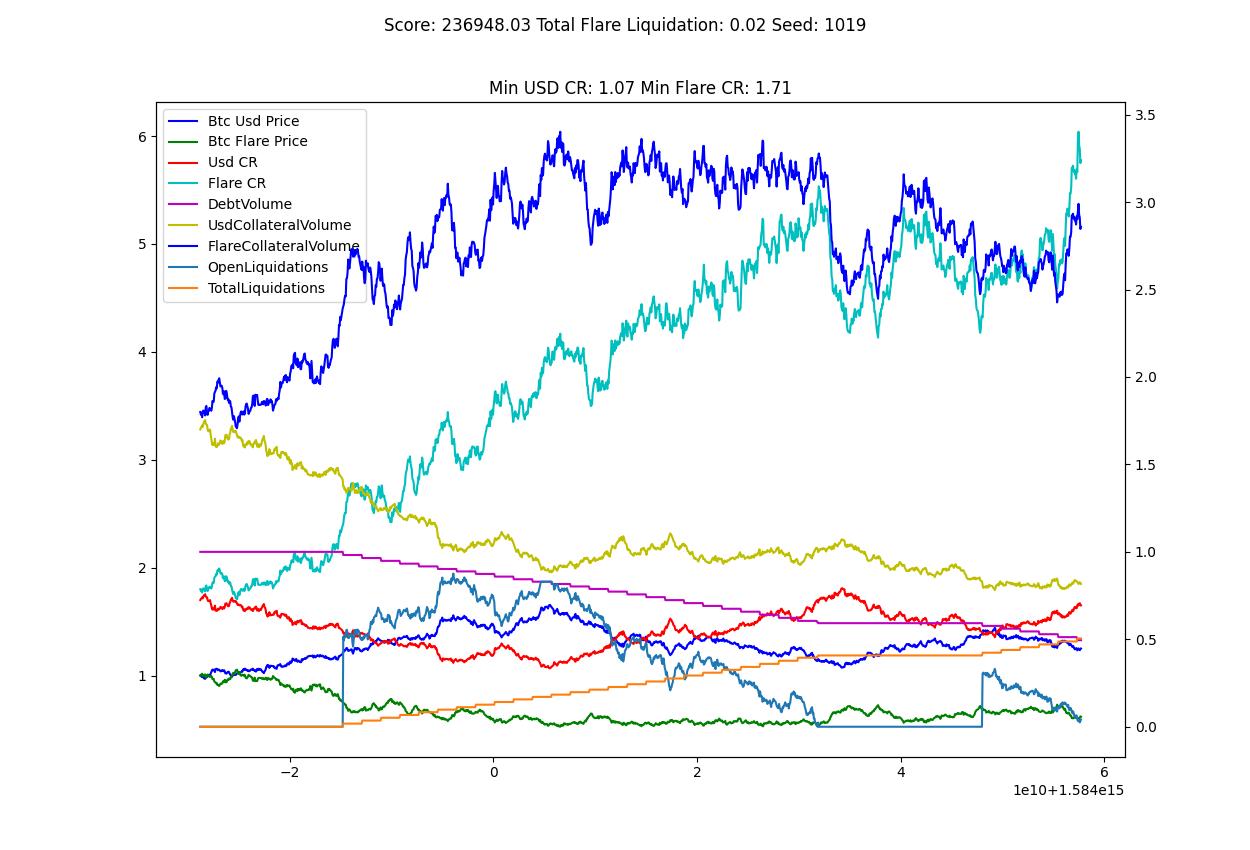 Score: 236948.03 Total Flare Liquidation: 0.02 Seed: 1019
Min USD CR: 1.07 Min Flare CR: 1.71
Btc Usd Price
Btc Flare Price
Usd CR
Flare CR
DebtVolume
UsdCollateralVolume
FlareCollateralVolume
OpenLiquidations
TotalLiquidations
6
5
4
3
2
1
3.5
3.0
2.5
2.0
1.5
1.0
0.5
0.0
−2
0
2
4
6
1e10+1.584e15